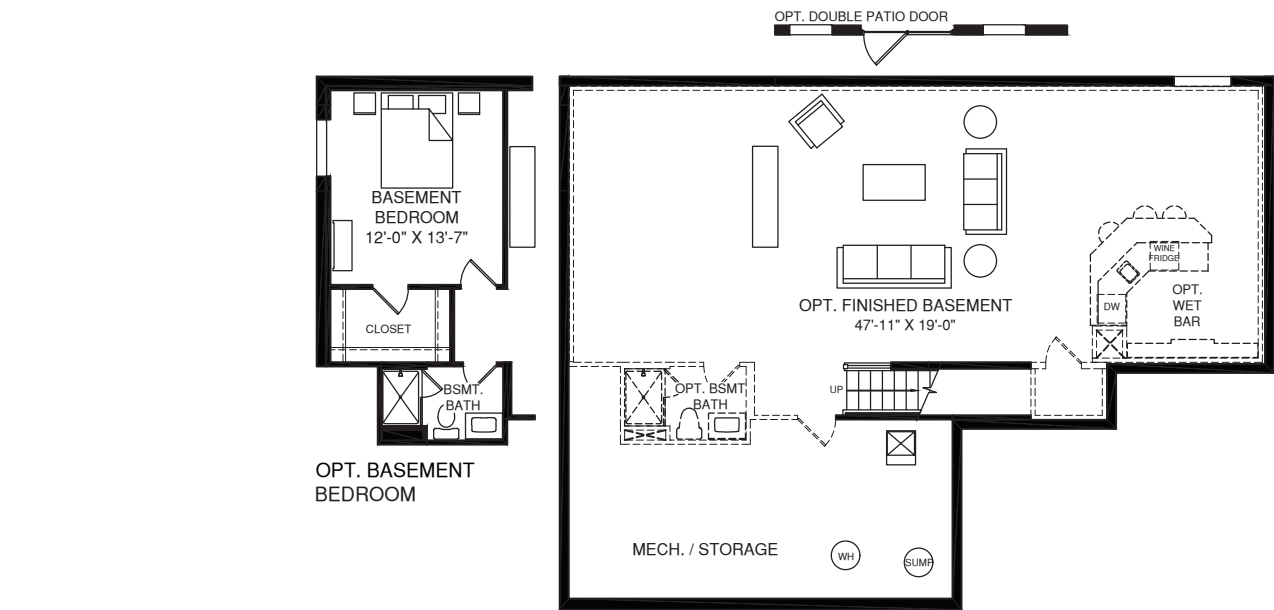 OPT. DOUBLE PATIO DOOR
BASEMENT
BEDROOM
12'-0" X 13'-7"
CLOSET
BSMT.
BATH
OPT. BASEMENT
BEDROOM
OPT. FINISHED BASEMENT
47'-11" X 19'-0"
WINE
FRIDGE
DW
OPT.
WET
BAR
UP
OPT. BSMT
BATH
MECH. / STORAGE
WH
SUMP